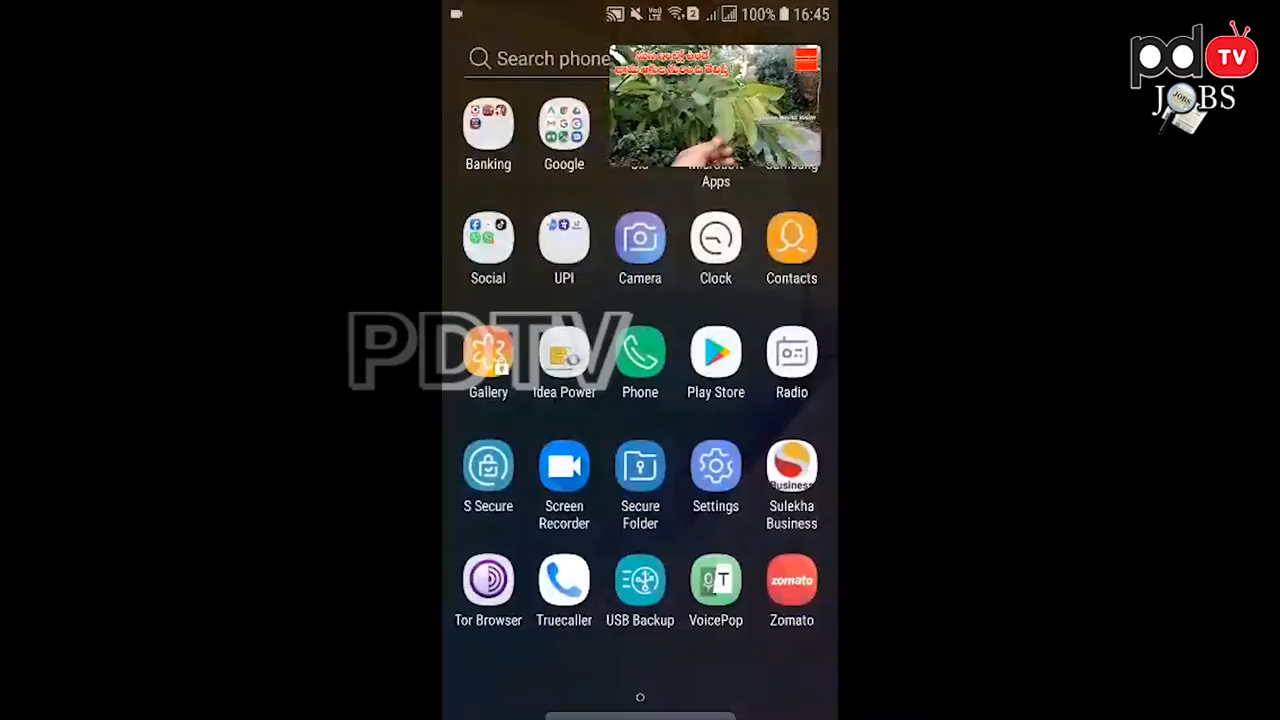 100% 16:45
Search phone
pd TV
JOBS
Banking
Google
Apps
Social
UPI
Camera
Clock
Contacts
PDTV
Gallery
Idea Power
Phone
Play Store
Radio
Business
S Secure
Screen
Recorder
Secure
Folder
Settings
Sulekha
Business
T
zomato
Tor Browser
Truecaller
USB Backup
VoicePop
Zomato